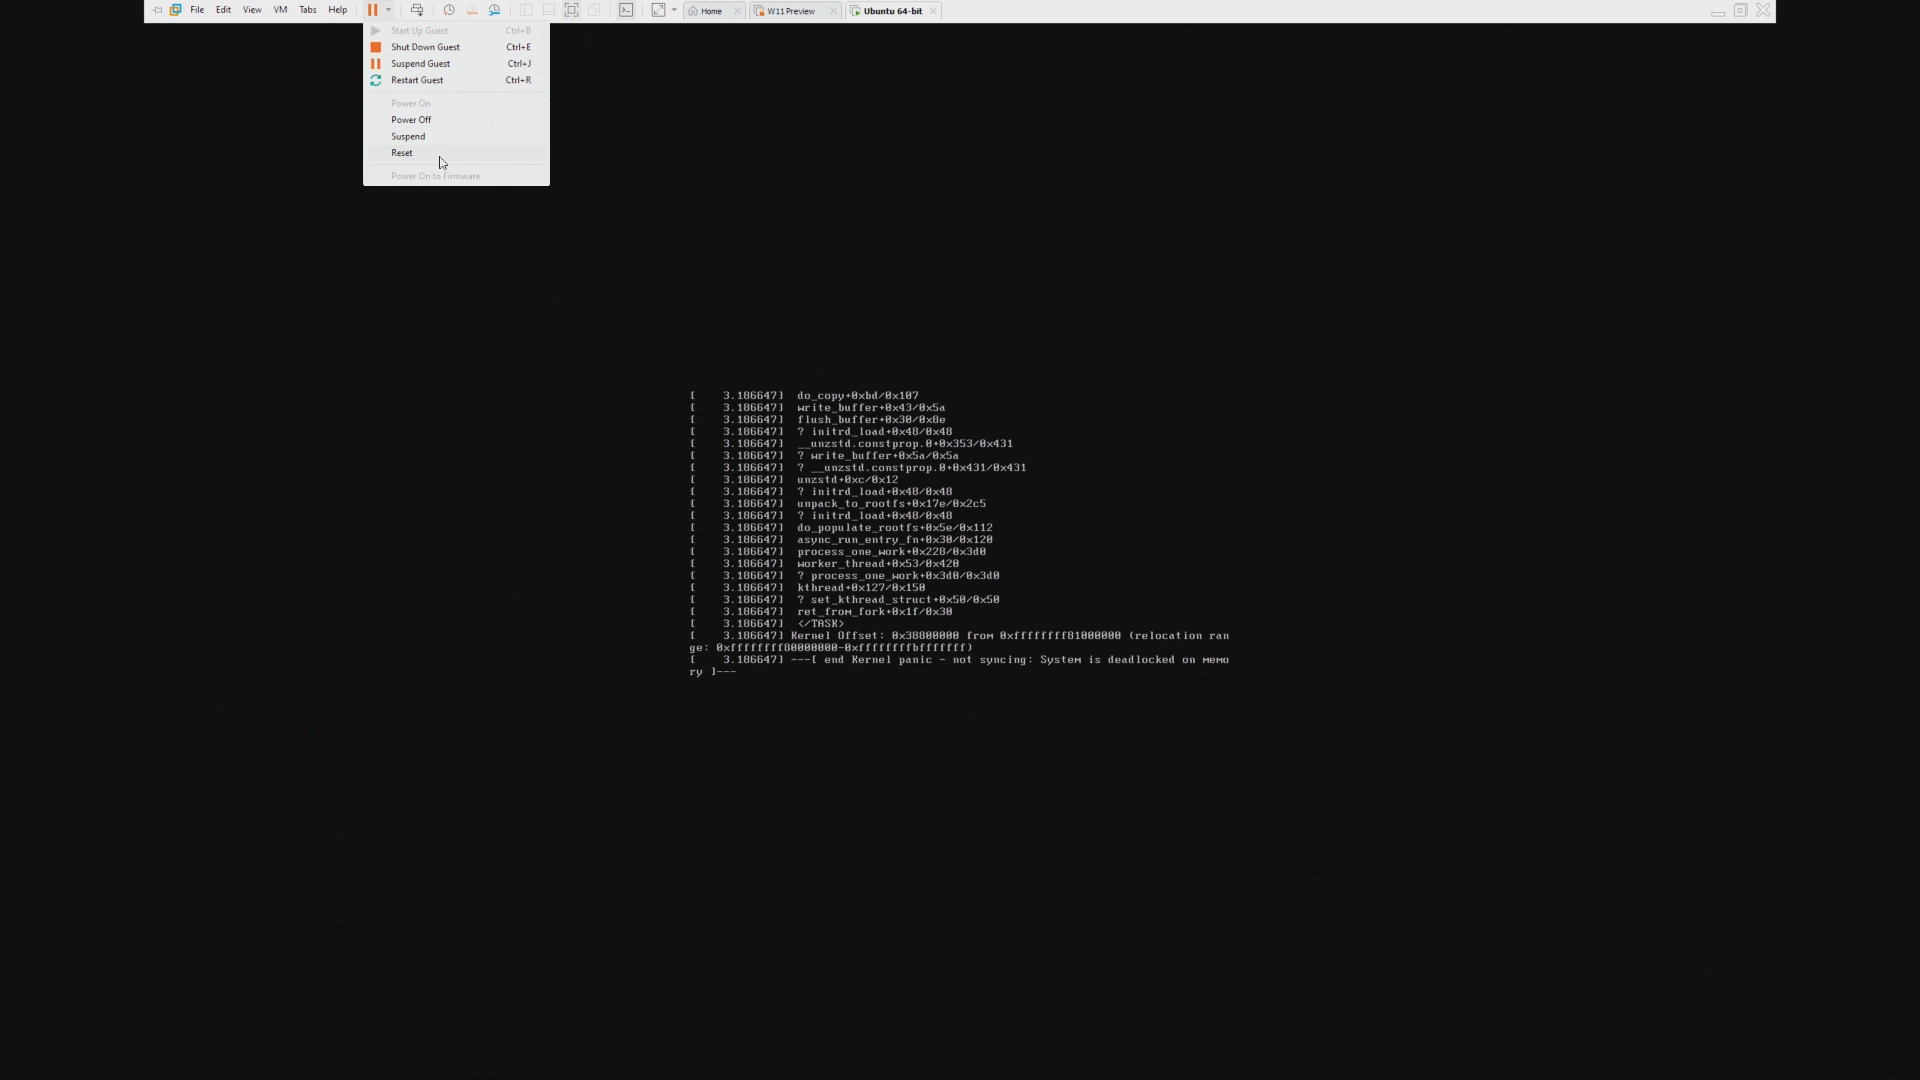 File Edit View VM Tabs Help Home W11 Preview Ubuntu 64-bit
Start Up Guest Ctrl+B
Shut Down Guest Ctrl+E
Suspend Guest Ctrl+J
Restart Guest Ctrl+R
Power On
Power Off
Suspend
Reset
Power On to Firmware
[    3.186647]  do_copy+0xbd/0x107
[    3.186647]  write_buffer+0x43/0x5a
[    3.186647]  flush_buffer+0x30/0x8e
[    3.186647]  ? initrd_load+0x48/0x48
[    3.186647]  __unzstd.constprop.0+0x353/0x431
[    3.186647]  ? write_buffer+0x5a/0x5a
[    3.186647]  ? __unzstd.constprop.0+0x431/0x431
[    3.186647]  unzstd+0xc/0x12
[    3.186647]  ? initrd_load+0x48/0x48
[    3.186647]  unpack_to_rootfs+0x17e/0x2c5
[    3.186647]  ? initrd_load+0x48/0x48
[    3.186647]  do_populate_rootfs+0x5e/0x112
[    3.186647]  async_run_entry_fn+0x30/0x120
[    3.186647]  process_one_work+0x228/0x3d0
[    3.186647]  worker_thread+0x53/0x420
[    3.186647]  ? process_one_work+0x3d0/0x3d0
[    3.186647]  kthread+0x127/0x150
[    3.186647]  ? set_kthread_struct+0x50/0x50
[    3.186647]  ret_from_fork+0x1f/0x30
[    3.186647]  </TASK>
[    3.186647] Kernel Offset: 0x38800000 from 0xffffffff81000000 (relocation ran
ge: 0xffffffff80000000-0xffffffffbfffffff)
[    3.186647] ---[ end Kernel panic - not syncing: System is deadlocked on memo
ry ]---